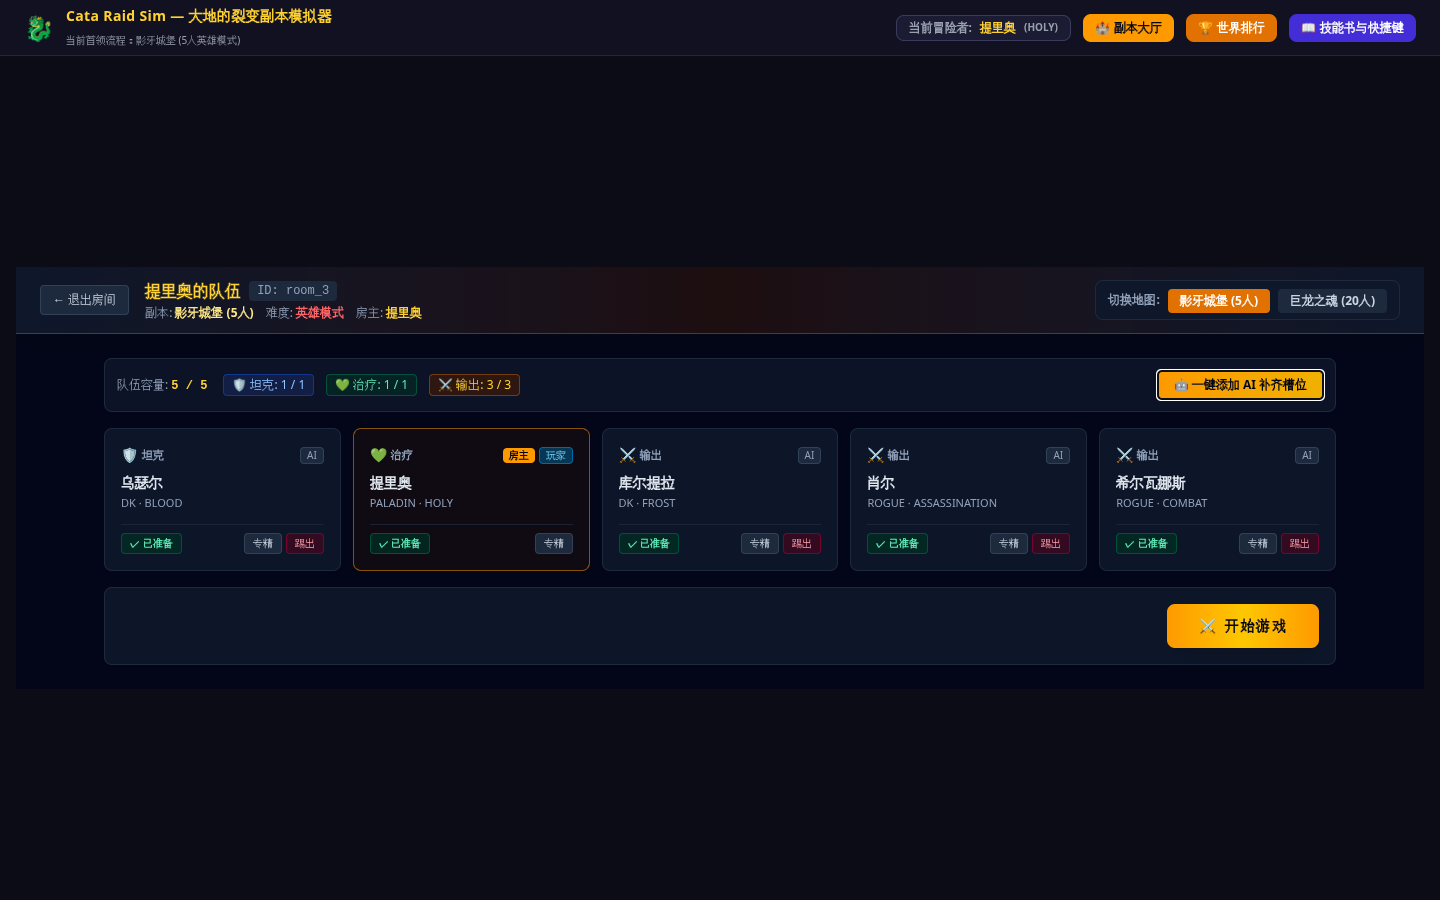 Cata Raid Sim — 大地的裂变副本模拟器
当前首领流程：影牙城堡 (5人英雄模式)
当前冒险者: 提里奥 (HOLY)
🏰 副本大厅
🏆 世界排行
📖 技能书与快捷键
← 退出房间
提里奥的队伍 ID: room_3
副本: 影牙城堡 (5人) 难度: 英雄模式 房主: 提里奥
切换地图: 影牙城堡 (5人) 巨龙之魂 (20人)
队伍容量: 5 / 5 🛡️ 坦克: 1 / 1 💚 治疗: 1 / 1 ⚔️ 输出: 3 / 3
🤖 一键添加 AI 补齐槽位
🛡️ 坦克 AI
乌瑟尔
DK · BLOOD
✓ 已准备 专精 踢出
💚 治疗 房主 玩家
提里奥
PALADIN · HOLY
✓ 已准备 专精
⚔️ 输出 AI
库尔提拉
DK · FROST
✓ 已准备 专精 踢出
⚔️ 输出 AI
肖尔
ROGUE · ASSASSINATION
✓ 已准备 专精 踢出
⚔️ 输出 AI
希尔瓦娜斯
ROGUE · COMBAT
✓ 已准备 专精 踢出
⚔️ 开始游戏